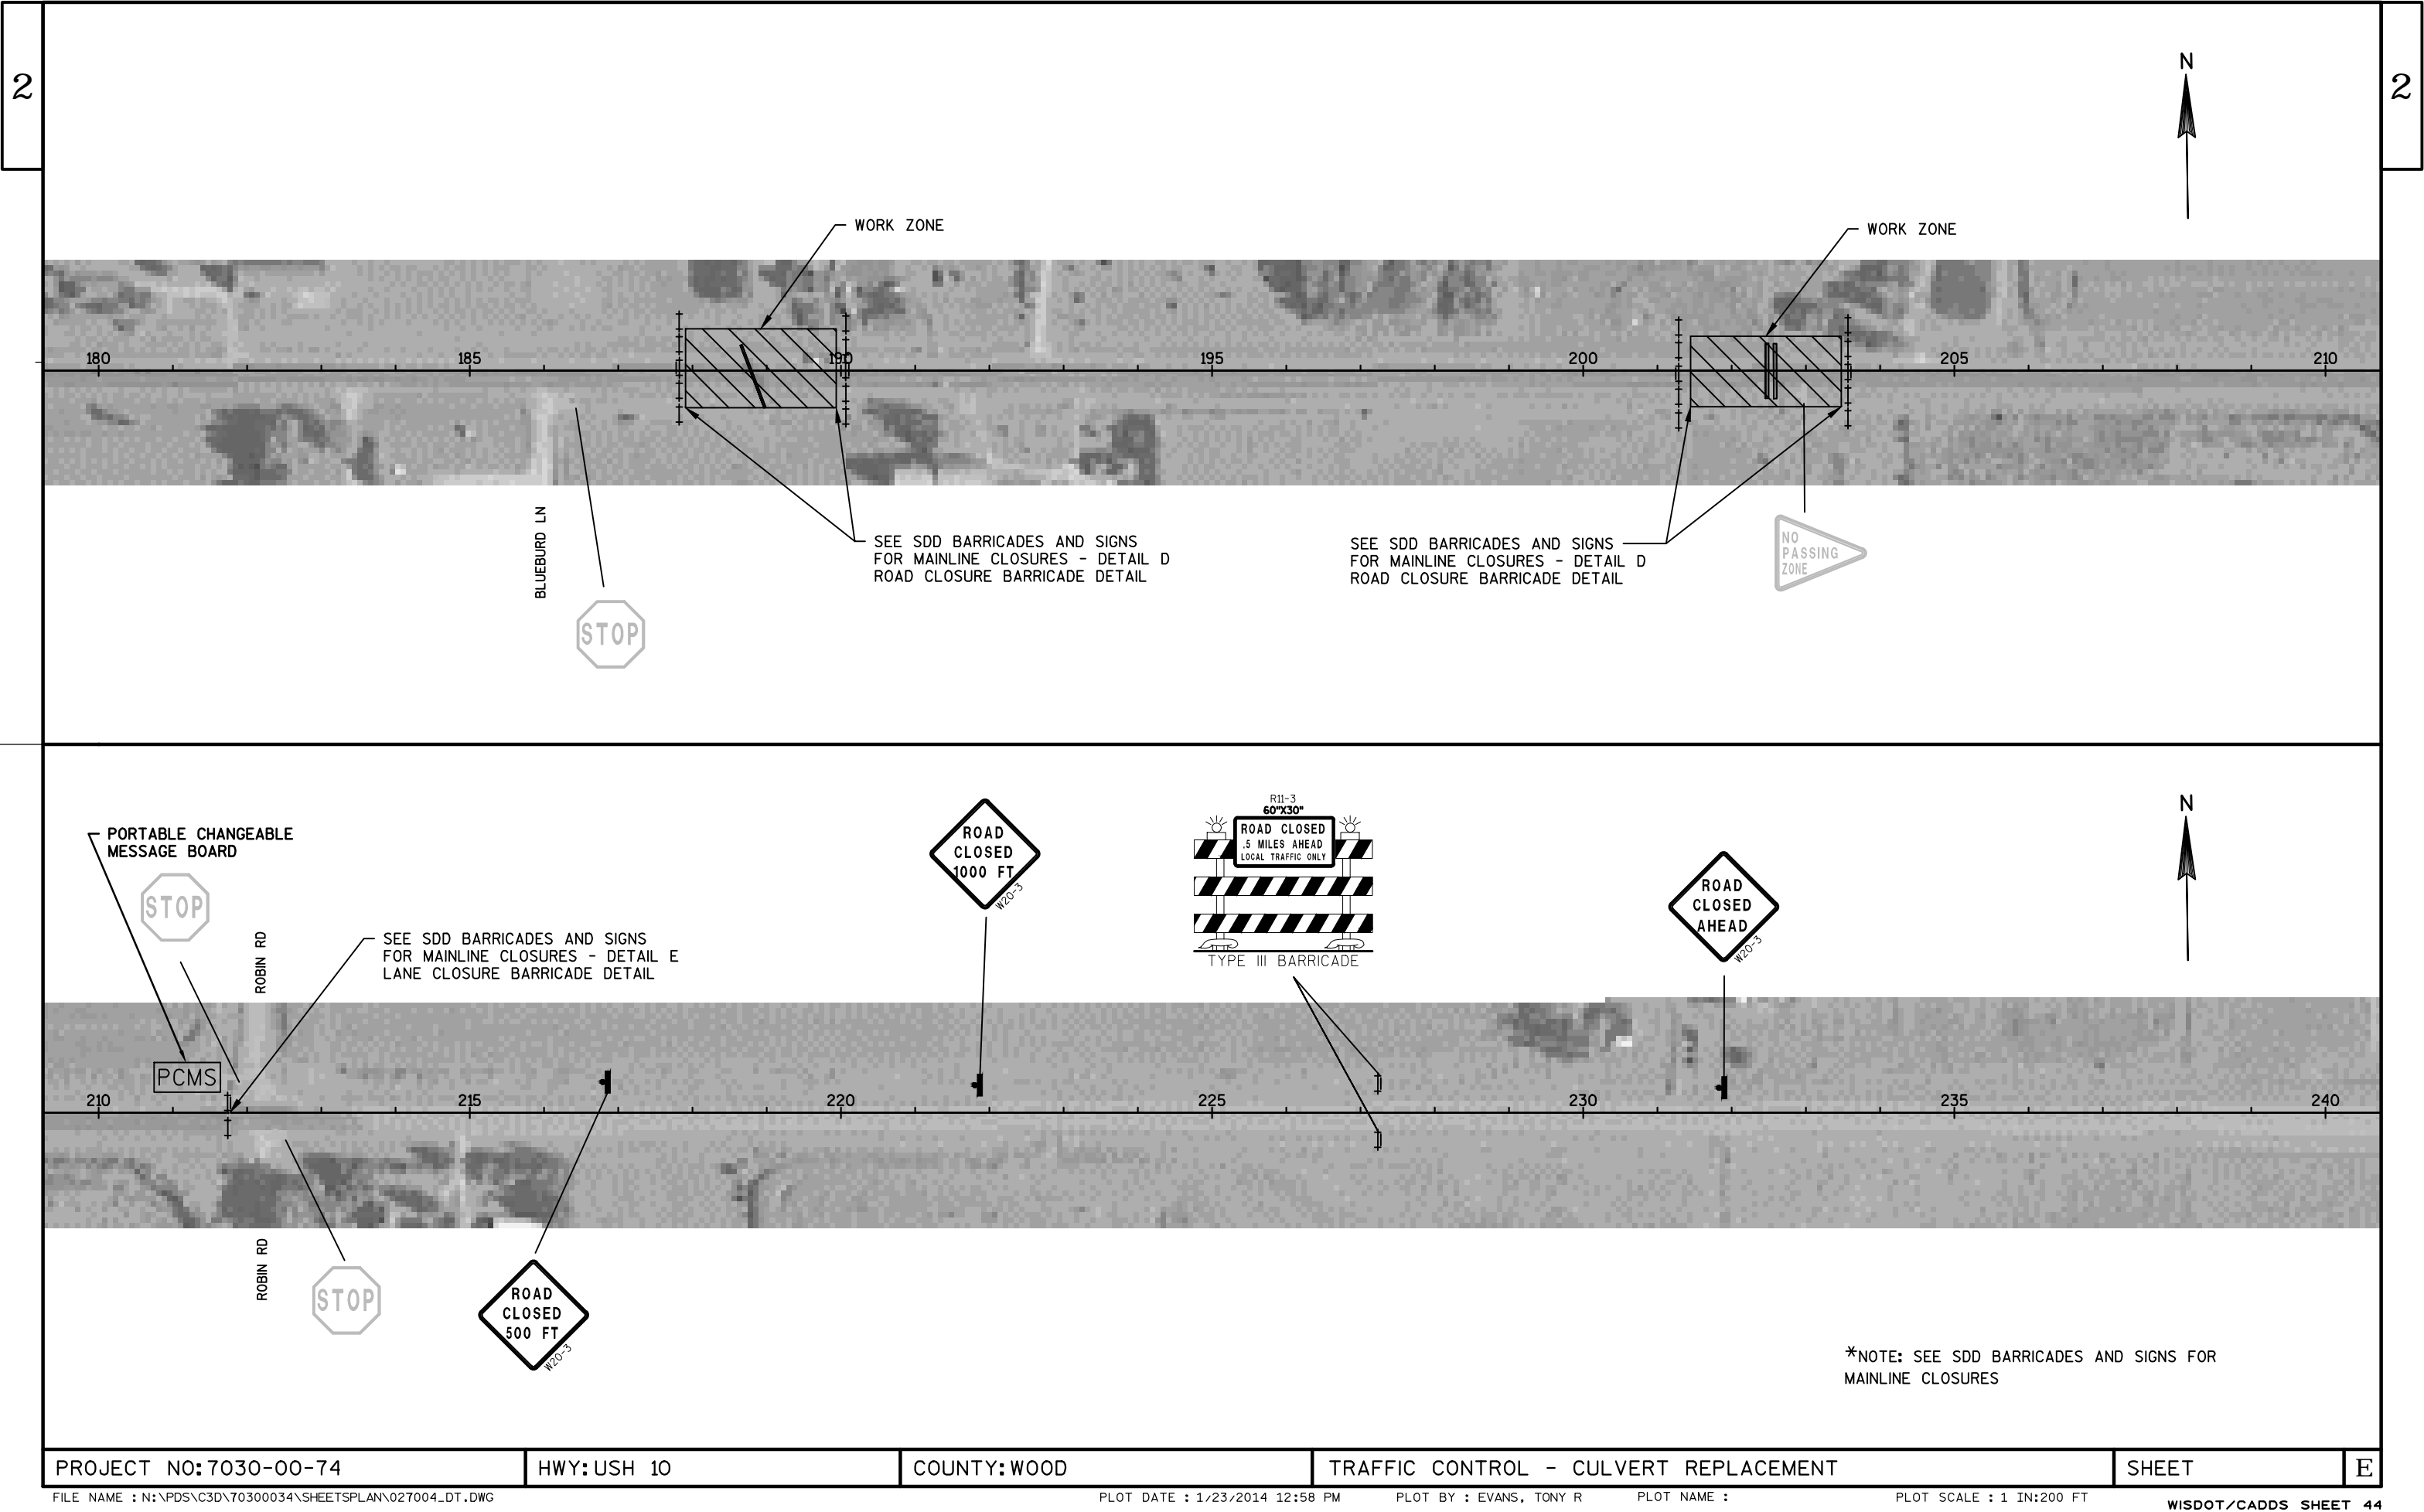 2
2
N
WORK ZONE
WORK ZONE
180
185
190
195
200
205
210
BLUEBURD LN
STOP
SEE SDD BARRICADES AND SIGNS
FOR MAINLINE CLOSURES - DETAIL D
ROAD CLOSURE BARRICADE DETAIL
SEE SDD BARRICADES AND SIGNS
FOR MAINLINE CLOSURES - DETAIL D
ROAD CLOSURE BARRICADE DETAIL
NO
PASSING
ZONE
N
PORTABLE CHANGEABLE
MESSAGE BOARD
STOP
ROBIN RD
SEE SDD BARRICADES AND SIGNS
FOR MAINLINE CLOSURES - DETAIL E
LANE CLOSURE BARRICADE DETAIL
ROAD
CLOSED
1000 FT
W20-3
R11-3
60"X30"
ROAD CLOSED
.5 MILES AHEAD
LOCAL TRAFFIC ONLY
TYPE III BARRICADE
ROAD
CLOSED
AHEAD
W20-3
PCMS
210
215
220
225
230
235
240
ROBIN RD
STOP
ROAD
CLOSED
500 FT
W20-3
*NOTE: SEE SDD BARRICADES AND SIGNS FOR
MAINLINE CLOSURES
PROJECT NO:7030-00-74
HWY:USH 10
COUNTY:WOOD
TRAFFIC CONTROL - CULVERT REPLACEMENT
SHEET
E
FILE NAME : N:\PDS\C3D\70300034\SHEETSPLAN\027004_DT.DWG
PLOT DATE : 1/23/2014 12:58 PM
PLOT BY : EVANS, TONY R
PLOT NAME :
PLOT SCALE : 1 IN:200 FT
WISDOT/CADDS SHEET 44